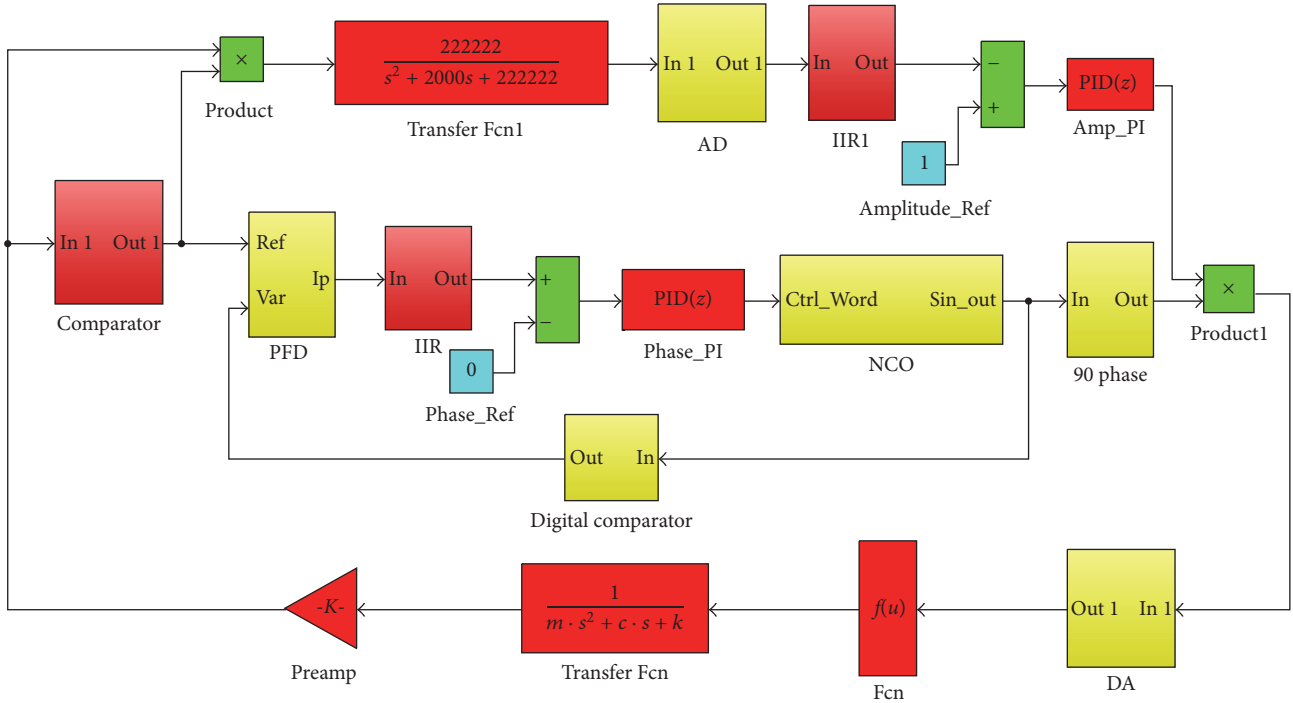 ×
Product
222222
s² + 2000s + 222222
Transfer Fcn1
In 1 Out 1
AD
In Out
IIR1
−
+
1
Amplitude_Ref
PID(z)
Amp_PI
In 1 Out 1
Comparator
Ref
Var
Ip
PFD
In Out
IIR
+
−
0
Phase_Ref
PID(z)
Phase_PI
Ctrl_Word Sin_out
NCO
In Out
90 phase
×
Product1
Out In
Digital comparator
-K-
Preamp
1
m · s² + c · s + k
Transfer Fcn
f(u)
Fcn
Out 1 In 1
DA